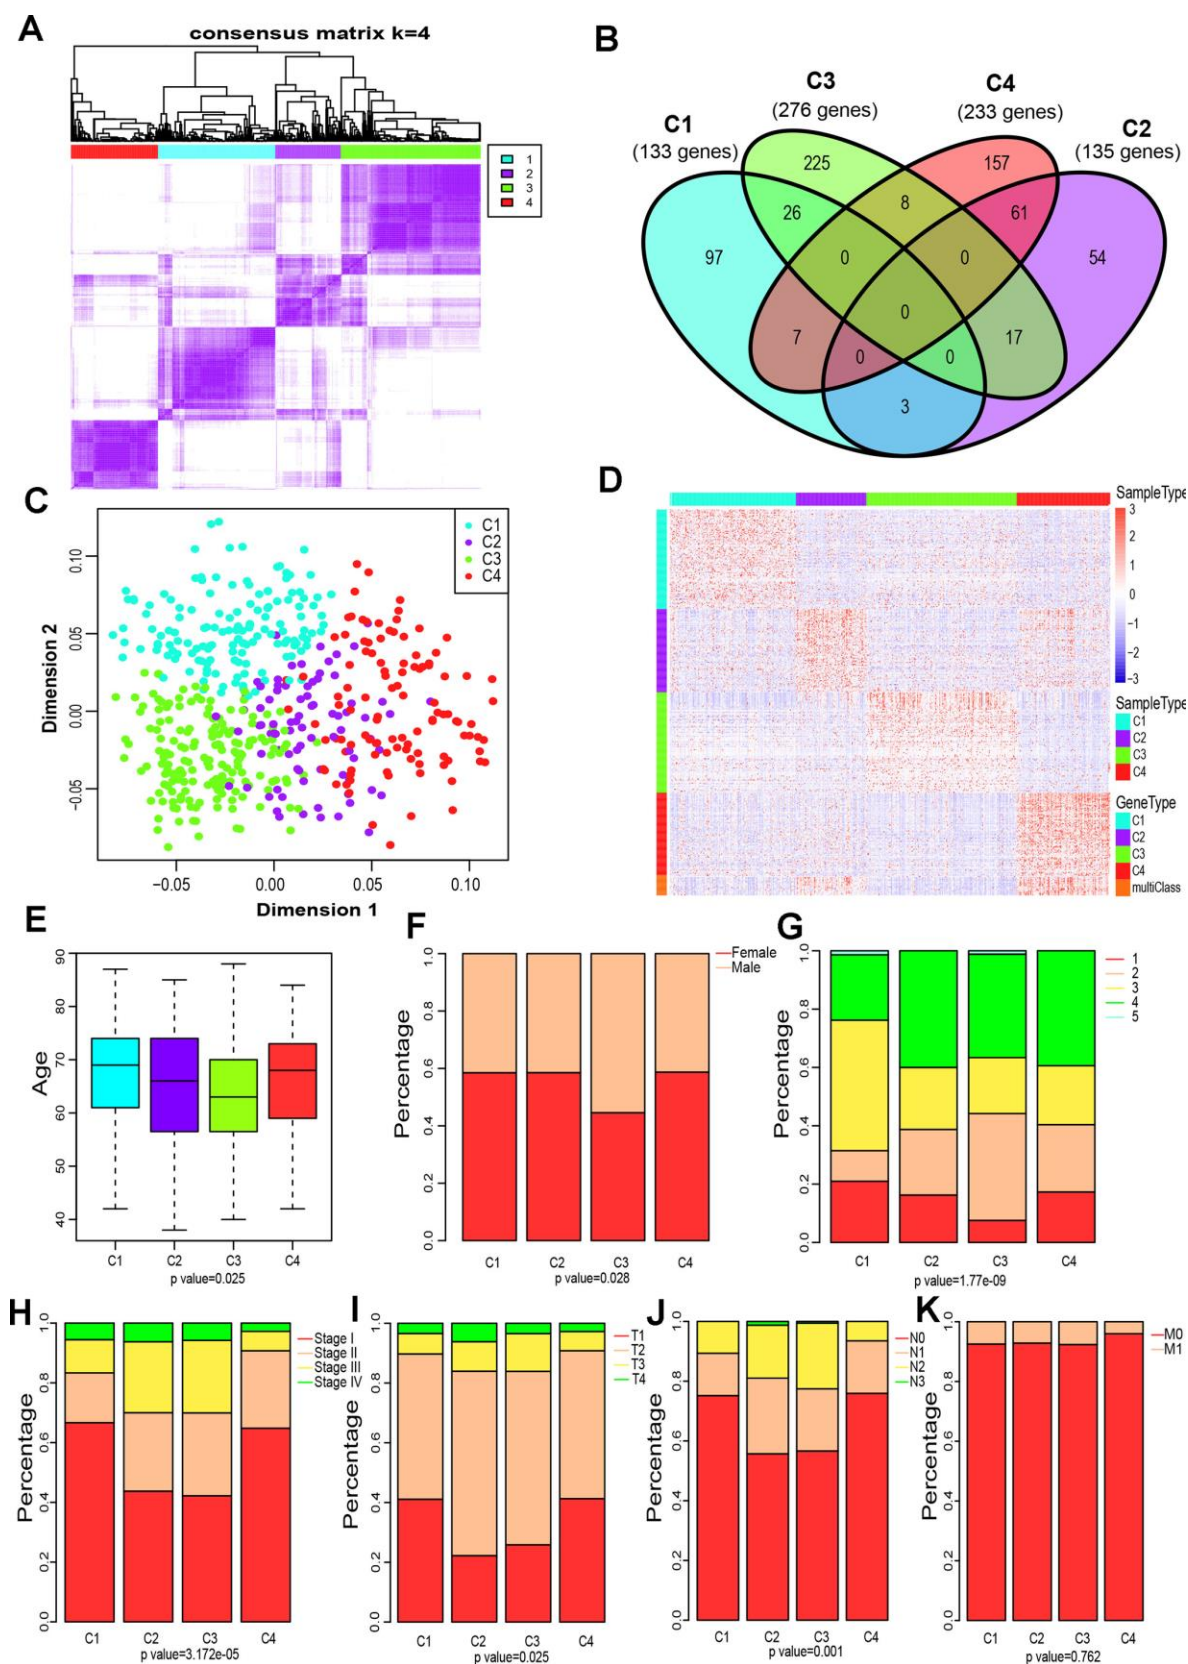 A
consensus matrix k=4
1
2
3
4
B
C3
(276 genes)
C4
(233 genes)
C1
(133 genes)
C2
(135 genes)
225
157
8
26
61
97
0
0
54
0
7
0
0
17
3
C
C1
C2
C3
C4
Dimension 2
0.10
0.05
0.00
−0.05
−0.05
0.00
0.05
0.10
Dimension 1
D
SampleType
3
2
1
0
−1
−2
−3
SampleType
C1
C2
C3
C4
GeneType
C1
C2
C3
C4
multiClass
E
Age
90
80
70
60
50
40
C1
C2
C3
C4
p value=0.025
F
Female
Male
Percentage
1.0
0.8
0.6
0.4
0.2
0.0
C1
C2
C3
C4
p value=0.028
G
1
2
3
4
5
Percentage
1.0
0.8
0.6
0.4
0.2
0.0
C1
C2
C3
C4
p value=1.77e-09
H
Stage I
Stage II
Stage III
Stage IV
Percentage
1.0
0.8
0.6
0.4
0.2
0.0
C1
C2
C3
C4
p value=3.172e-05
I
T1
T2
T3
T4
Percentage
1.0
0.8
0.6
0.4
0.2
0.0
C1
C2
C3
C4
p value=0.025
J
N0
N1
N2
N3
Percentage
1.0
0.8
0.6
0.4
0.2
0.0
C1
C2
C3
C4
p value=0.001
K
M0
M1
Percentage
1.0
0.8
0.6
0.4
0.2
0.0
C1
C2
C3
C4
p value=0.762